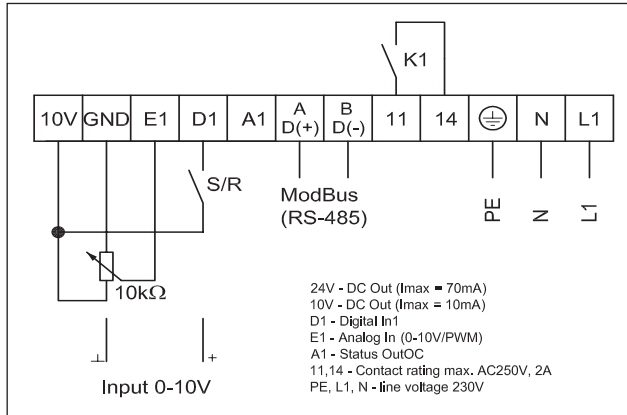 K1
10V GND E1 D1 A1 A D(+) B D(-) 11 14 N L1
S/R
ModBus
(RS-485)
PE N L1
10kΩ
24V - DC Out (Imax = 70mA)
10V - DC Out (Imax = 10mA)
D1 - Digital In1
E1 - Analog In (0-10V/PWM)
A1 - Status OutOC
11,14 - Contact rating max. AC250V, 2A
PE, L1, N - line voltage 230V
⊥ +
Input 0-10V